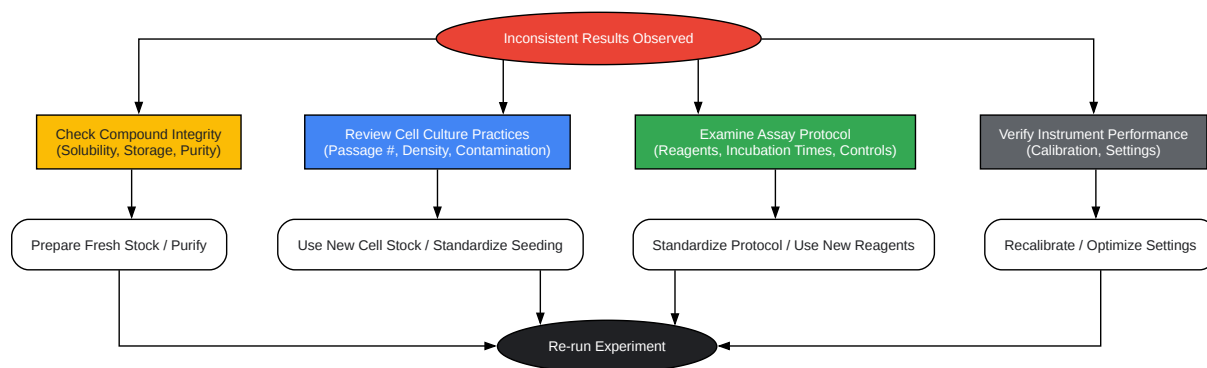 Inconsistent Results Observed
Check Compound Integrity
(Solubility, Storage, Purity)
Review Cell Culture Practices
(Passage #, Density, Contamination)
Examine Assay Protocol
(Reagents, Incubation Times, Controls)
Verify Instrument Performance
(Calibration, Settings)
Prepare Fresh Stock / Purify
Use New Cell Stock / Standardize Seeding
Standardize Protocol / Use New Reagents
Recalibrate / Optimize Settings
Re-run Experiment